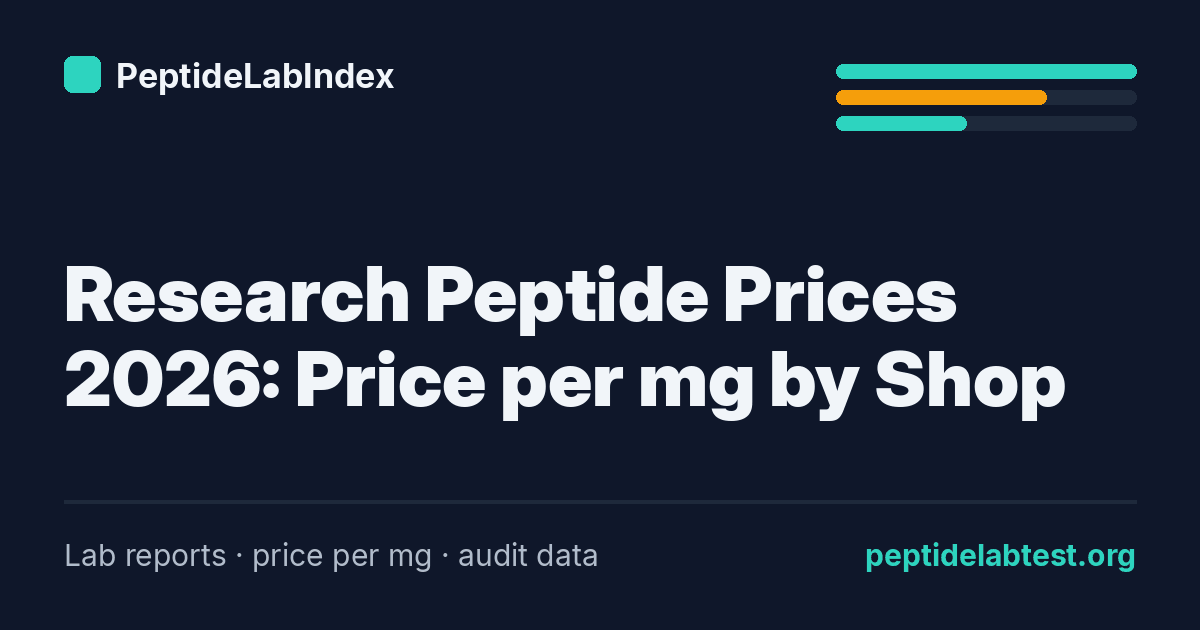 PeptideLabIndex
Research Peptide Prices
2026: Price per mg by Shop
Lab reports · price per mg · audit data
peptidelabtest.org